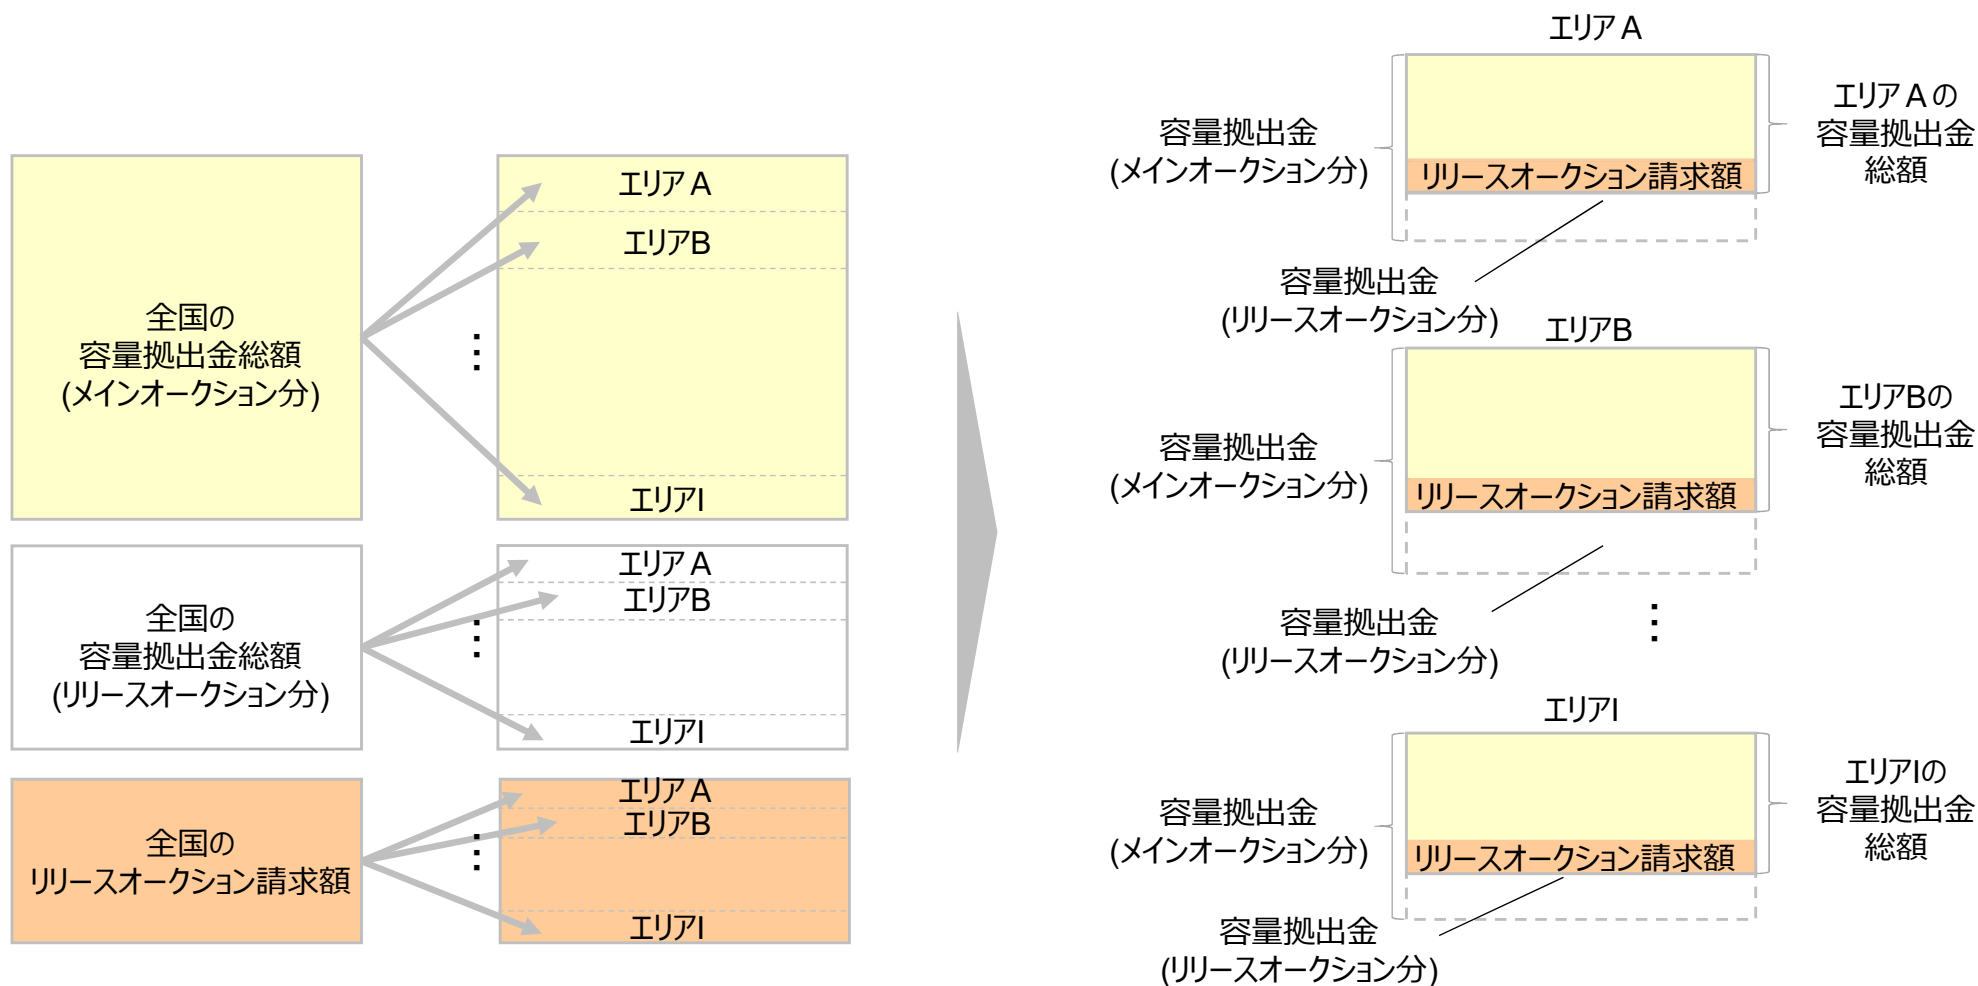 全国の
容量拠出金総額
(メインオークション分)
エリア A
エリアB
⋮
エリアI
全国の
容量拠出金総額
(リリースオークション分)
エリア A
エリアB
⋮
エリアI
全国の
リリースオークション請求額
エリア A
エリアB
⋮
エリアI
エリア A
容量拠出金
(メインオークション分)
リリースオークション請求額
エリア A の
容量拠出金
総額
容量拠出金
(リリースオークション分)
エリアB
容量拠出金
(メインオークション分)
リリースオークション請求額
エリアBの
容量拠出金
総額
容量拠出金
(リリースオークション分)
⋮
エリアI
容量拠出金
(メインオークション分)
リリースオークション請求額
エリアIの
容量拠出金
総額
容量拠出金
(リリースオークション分)